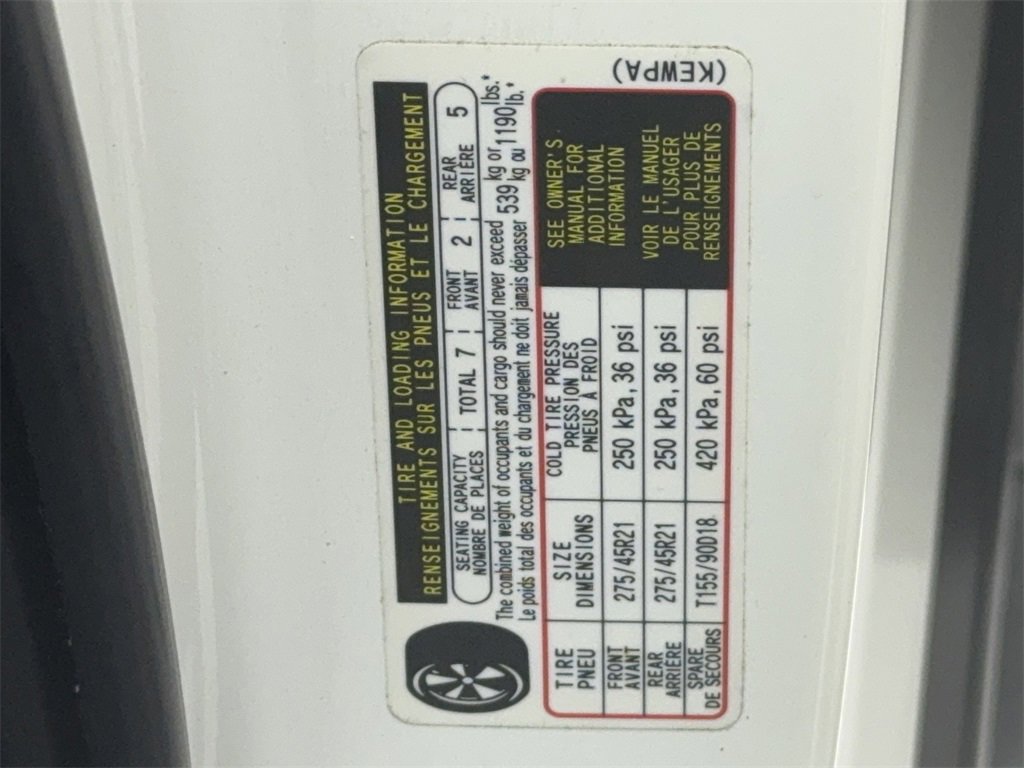 TIRE AND LOADING INFORMATION
RENSEIGNEMENTS SUR LES PNEUS ET LE CHARGEMENT
SEATING CAPACITY
NOMBRE DE PLACES
TOTAL 7
FRONT
AVANT
2
REAR
ARRIÈRE
5
The combined weight of occupants and cargo should never exceed 539 kg or 1190 lbs.*
Le poids total des occupants et du chargement ne doit jamais dépasser 539 kg ou 1190 lb.*
TIRE
PNEU
SIZE
DIMENSIONS
COLD TIRE PRESSURE
PRESSION DES
PNEUS À FROID
FRONT
AVANT
275/45R21
250 kPa, 36 psi
REAR
ARRIÈRE
275/45R21
250 kPa, 36 psi
SPARE
DE SECOURS
T155/90D18
420 kPa, 60 psi
SEE OWNER'S
MANUAL FOR
ADDITIONAL
INFORMATION
VOIR LE MANUEL
DE L'USAGER
POUR PLUS DE
RENSEIGNEMENTS
(KEWPA)